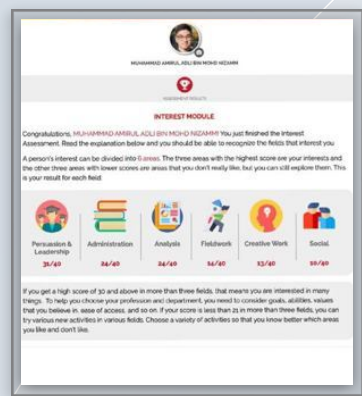 MUHAMMAD AMIRUL ADLI BIN MOHD NIZAMM
ASSESSMENT RESULTS
INTEREST MODULE
Congratulations, MUHAMMAD AMIRUL ADLI BIN MOHD NIZAMM! You just finished the Interest
Assessment. Read the explanation below and you should be able to recognize the fields that interest you
A person's interest can be divided into 6 areas. The three areas with the highest score are your interests and
the other three areas with lower scores are areas that you don't really like, but you can still explore them. This
is your result for each field:
Persuasion & Leadership
31/40
Administration
24/40
Analysis
24/40
Fieldwork
14/40
Creative Work
13/40
Social
10/40
If you get a high score of 30 and above in more than three fields, that means you are interested in many
things. To help you choose your profession and department, you need to consider goals, abilities, values
that you believe in, ease of access, and so on. If your score is less than 21 in more than three fields, you can
try various new activities in various fields. Choose a variety of activities so that you know better which areas
you like and don't like.